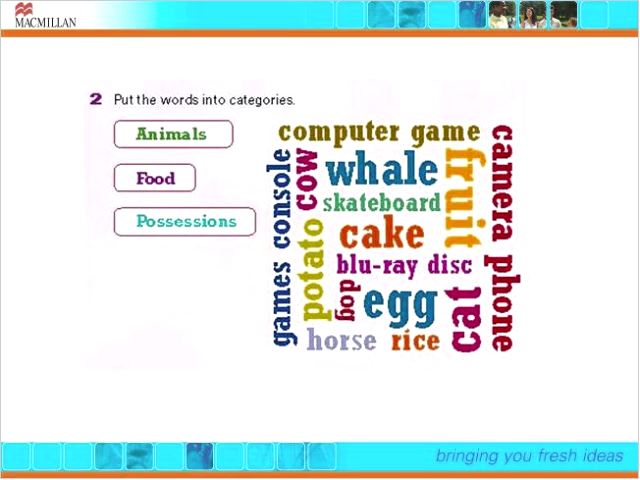 MACMILLAN
2 Put the words into categories.
Animals
Food
Possessions
computer game
games console
cow
whale
fruit
camera phone
skateboard
potato
cake
blu-ray disc
dog
egg
cat
horse
rice
bringing you fresh ideas